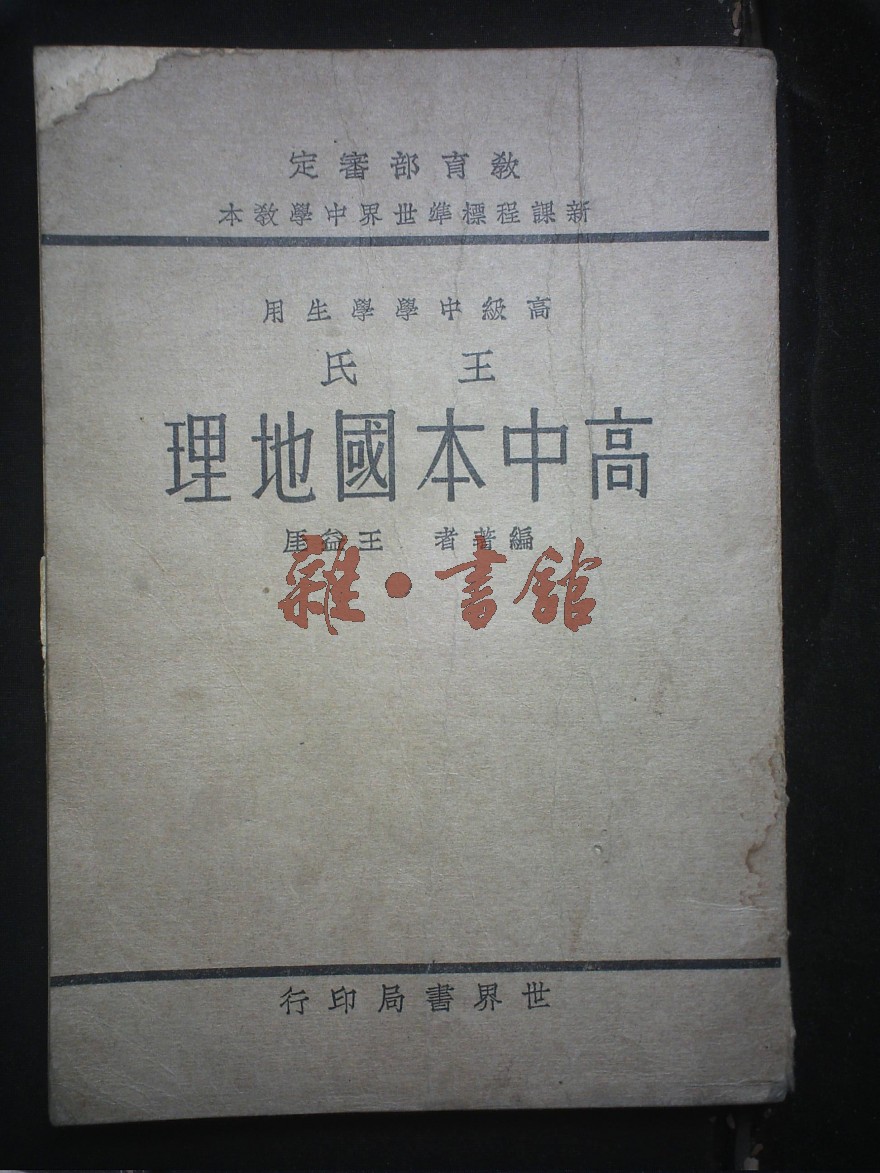 教育部審定
新課程標準世界中學教本
高級中學學生用
王氏
高中本國地理
編著者 王益厓
雜·書館
世界書局印行